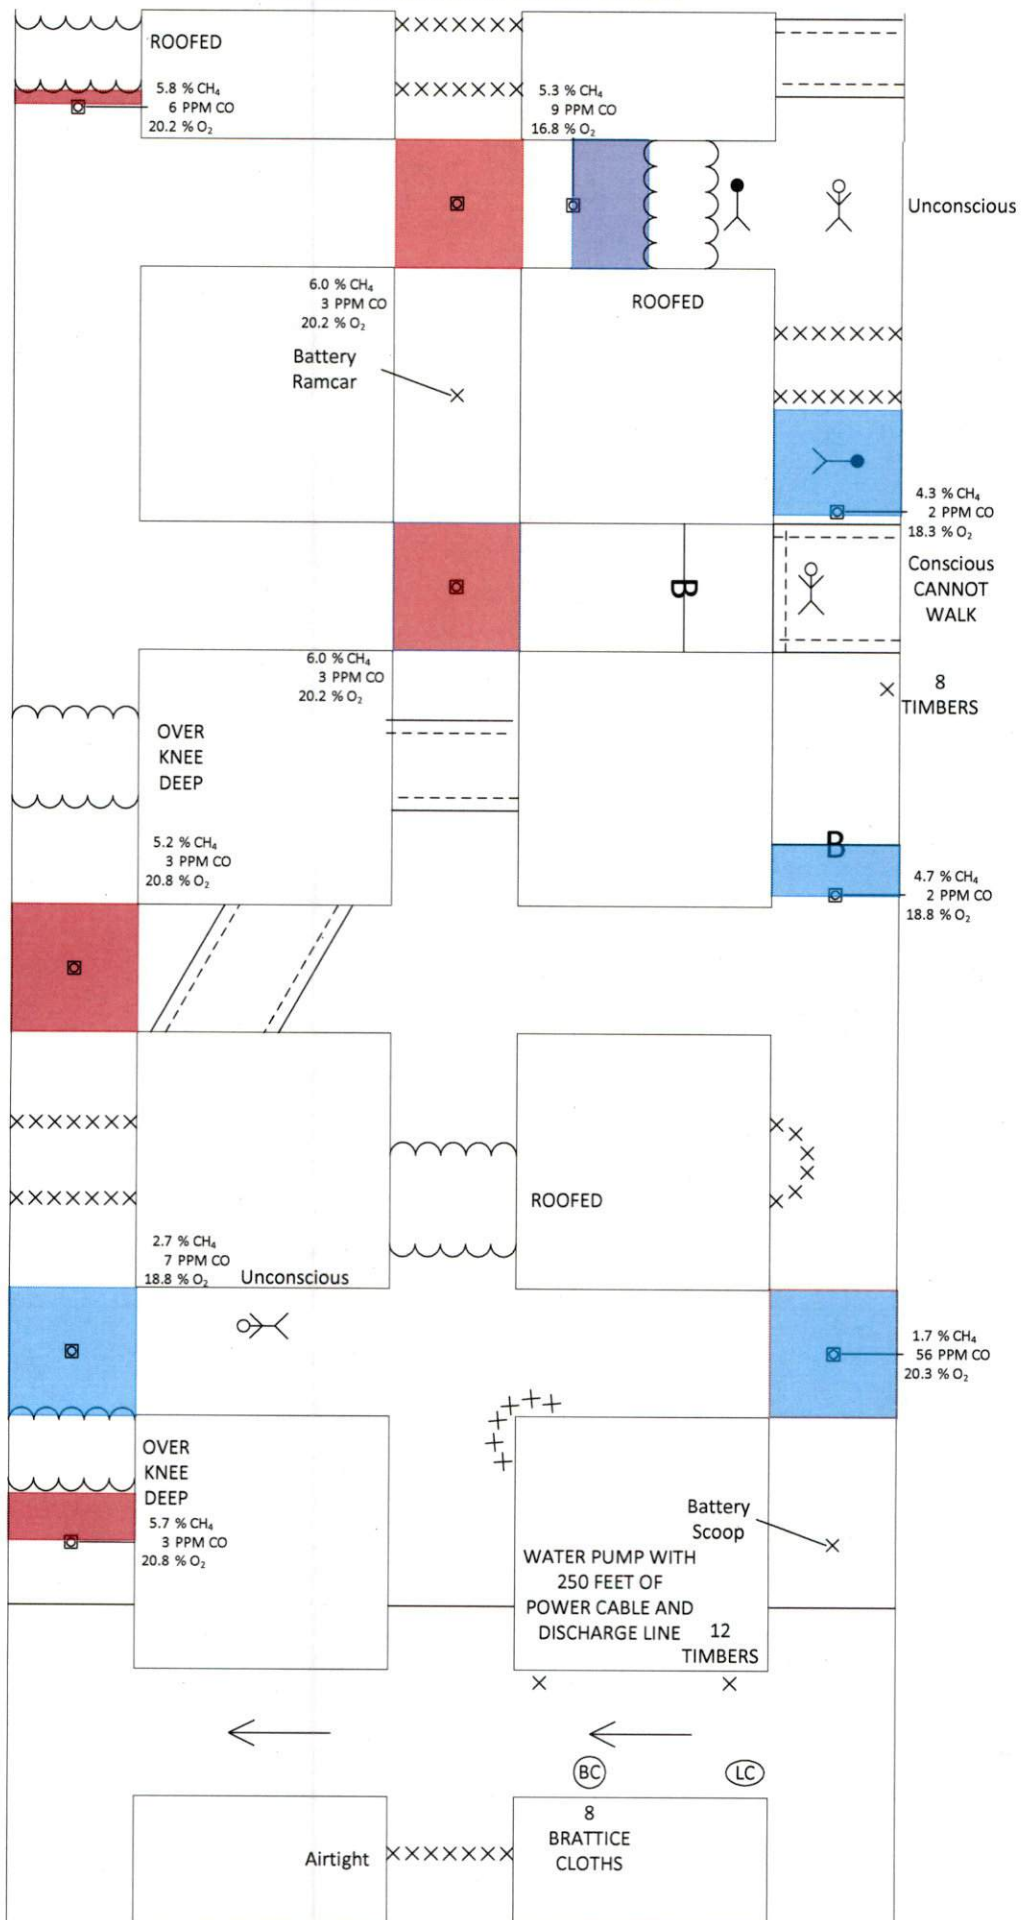 ROOFED
5.8 % CH₄
6 PPM CO
20.2 % O₂
5.3 % CH₄
9 PPM CO
16.8 % O₂
Unconscious
6.0 % CH₄
3 PPM CO
20.2 % O₂
ROOFED
Battery
Ramcar
4.3 % CH₄
2 PPM CO
18.3 % O₂
Conscious
CANNOT
WALK
B
6.0 % CH₄
3 PPM CO
20.2 % O₂
8
TIMBERS
OVER
KNEE
DEEP
5.2 % CH₄
3 PPM CO
20.8 % O₂
B
4.7 % CH₄
2 PPM CO
18.8 % O₂
ROOFED
2.7 % CH₄
7 PPM CO
18.8 % O₂
Unconscious
1.7 % CH₄
56 PPM CO
20.3 % O₂
OVER
KNEE
DEEP
5.7 % CH₄
3 PPM CO
20.8 % O₂
Battery
Scoop
WATER PUMP WITH
250 FEET OF
POWER CABLE AND
DISCHARGE LINE
12
TIMBERS
BC
LC
8
BRATTICE
CLOTHS
Airtight